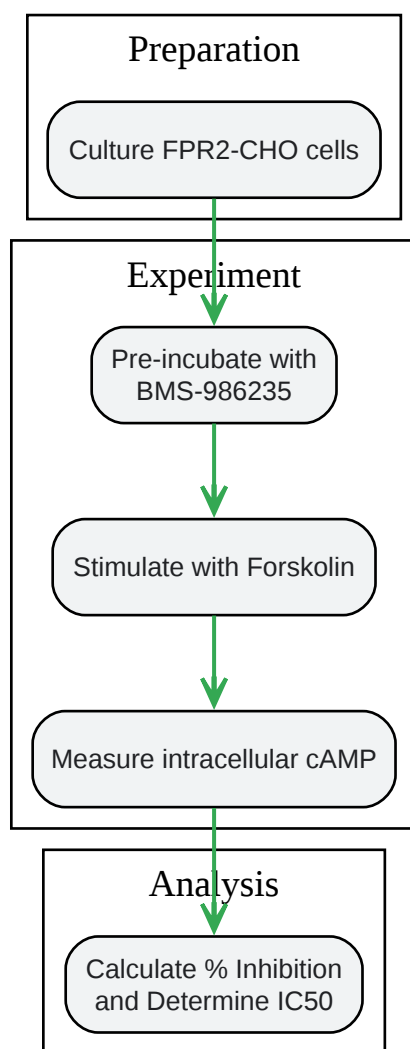 Preparation
Culture FPR2-CHO cells
Experiment
Pre-incubate with
BMS-986235
Stimulate with Forskolin
Measure intracellular cAMP
Analysis
Calculate % Inhibition
and Determine IC50